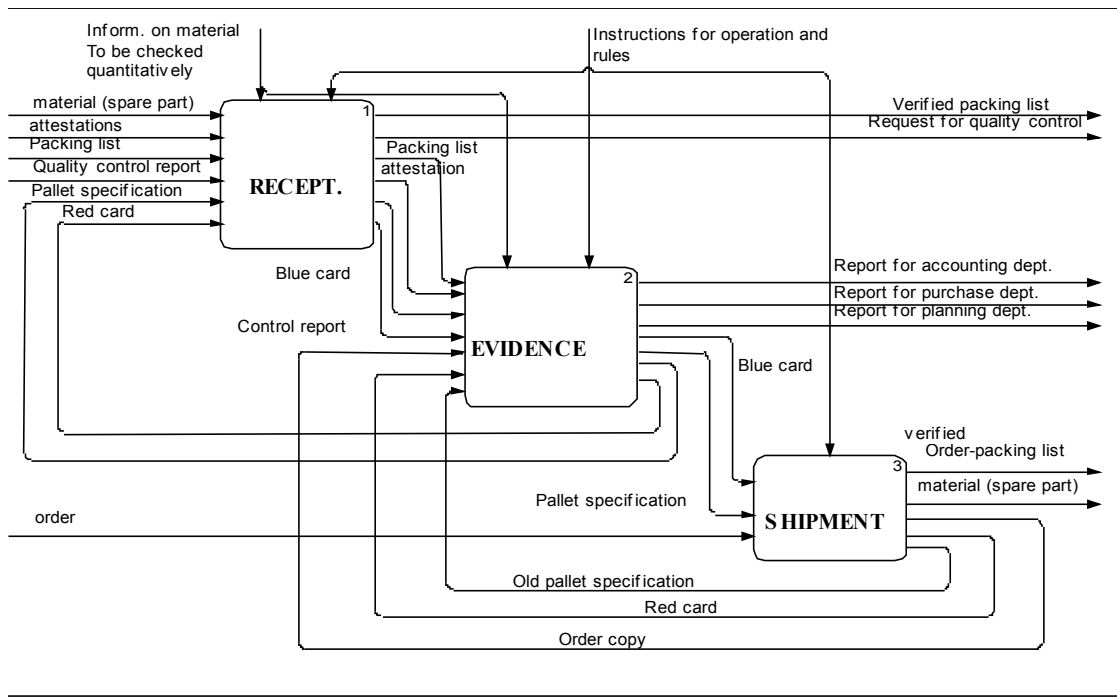 Inform. on material
To be checked
quantitatively
Instructions for operation and
rules
material (spare part)
attestations
Packing list
Quality control report
Pallet specification
Red card
1
RECEPT.
Packing list
attestation
Verified packing list
Request for quality control
Blue card
Control report
2
EVIDENCE
Report for accounting dept.
Report for purchase dept.
Report for planning dept.
Blue card
Pallet specification
order
3
SHIPMENT
verified
Order-packing list
material (spare part)
Old pallet specification
Red card
Order copy